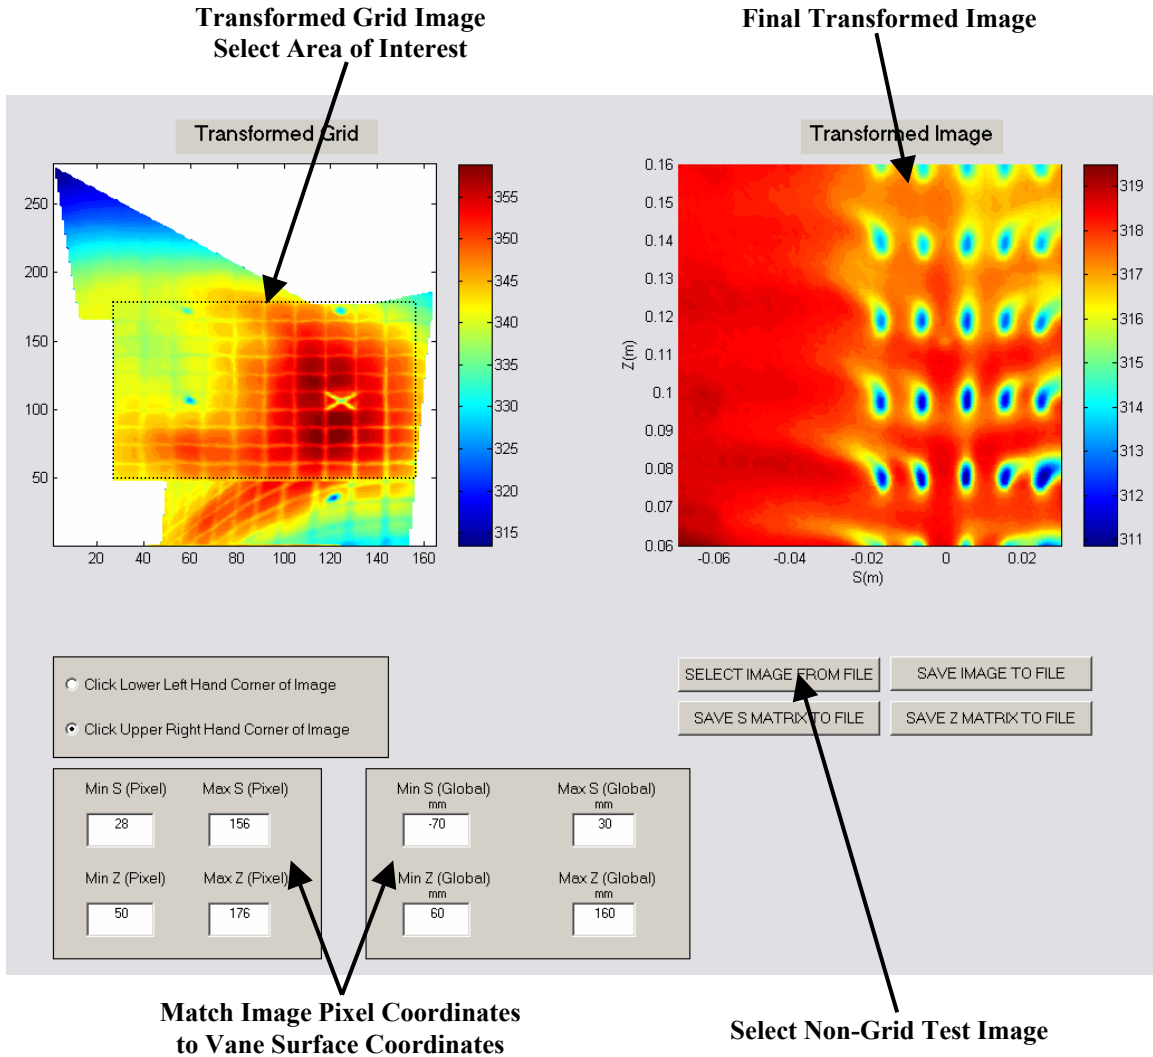 Transformed Grid Image
Select Area of Interest
Final Transformed Image
Transformed Grid
Transformed Image
250
200
150
100
50
20
40
60
80
100
120
140
160
355
350
345
340
335
330
325
320
315
Z(m)
0.16
0.15
0.14
0.13
0.12
0.11
0.1
0.09
0.08
0.07
0.06
-0.06
-0.04
-0.02
0
0.02
S(m)
319
318
317
316
315
314
313
312
311
Click Lower Left Hand Corner of Image
Click Upper Right Hand Corner of Image
SELECT IMAGE FROM FILE
SAVE IMAGE TO FILE
SAVE S MATRIX TO FILE
SAVE Z MATRIX TO FILE
Min S (Pixel)
Max S (Pixel)
28
156
Min Z (Pixel)
Max Z (Pixel)
50
176
Min S (Global)
mm
Max S (Global)
mm
-70
30
Min Z (Global)
mm
Max Z (Global)
mm
60
160
Match Image Pixel Coordinates
to Vane Surface Coordinates
Select Non-Grid Test Image